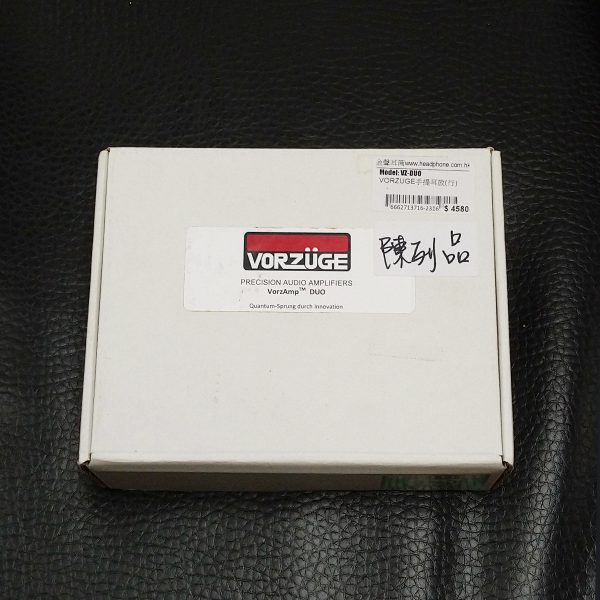 金聲耳筒www.headphone.com.hk
Model: VZ-DUO
VORZUGE手提耳放(行)
6662713716-2316 $ 4580
陳列品
VORZÜGE
PRECISION AUDIO AMPLIFIERS
VorzAmp™ DUO
Quantum-Sprung durch Innovation